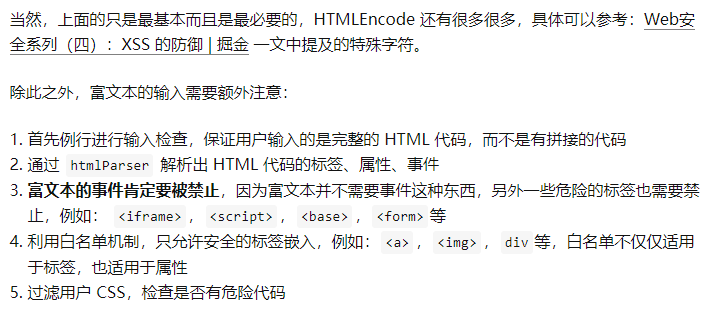 当然，上面的只是最基本而且是最必要的，HTMLEncode 还有很多很多，具体可以参考：Web安
全系列（四）：XSS 的防御 | 掘金 一文中提及的特殊字符。
除此之外，富文本的输入需要额外注意：
1. 首先例行进行输入检查，保证用户输入的是完整的 HTML 代码，而不是有拼接的代码
2. 通过 htmlParser 解析出 HTML 代码的标签、属性、事件
3. 富文本的事件肯定要被禁止，因为富文本并不需要事件这种东西，另外一些危险的标签也需要禁
止，例如： <iframe>，<script>，<base>，<form>等
4. 利用白名单机制，只允许安全的标签嵌入，例如：<a>，<img>，div等，白名单不仅仅适用
于标签，也适用于属性
5. 过滤用户 CSS，检查是否有危险代码